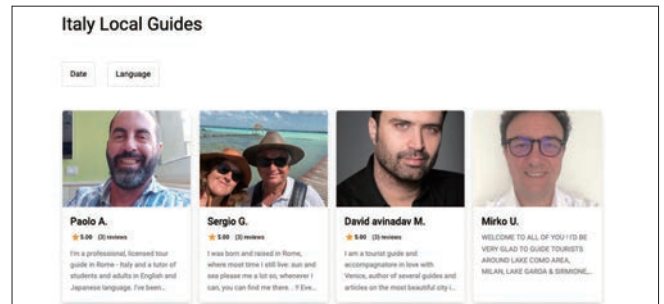 Italy Local Guides
Date
Language
Paolo A.
5.00 (3) reviews
I'm a professional, licensed tour
guide in Rome - Italy and a tutor of
students and adults in English and
Japanese language. I've been...
Sergio G.
5.00 (3) reviews
I was born and raised in Rome,
where most time I still live: sun and
sea please me a lot so, whenever I
can, you can find me there. . !! Eve...
David avinadav M.
5.00 (3) reviews
I am a tourist guide and
accompagnatore in love with
Venice, author of several guides and
articles on the most beautiful city i...
Mirko U.
WELCOME TO ALL OF YOU ! I'D BE
VERY GLAD TO GUIDE TOURISTS
AROUND LAKE COMO AREA,
MILAN, LAKE GARDA & SIRMIONE,...